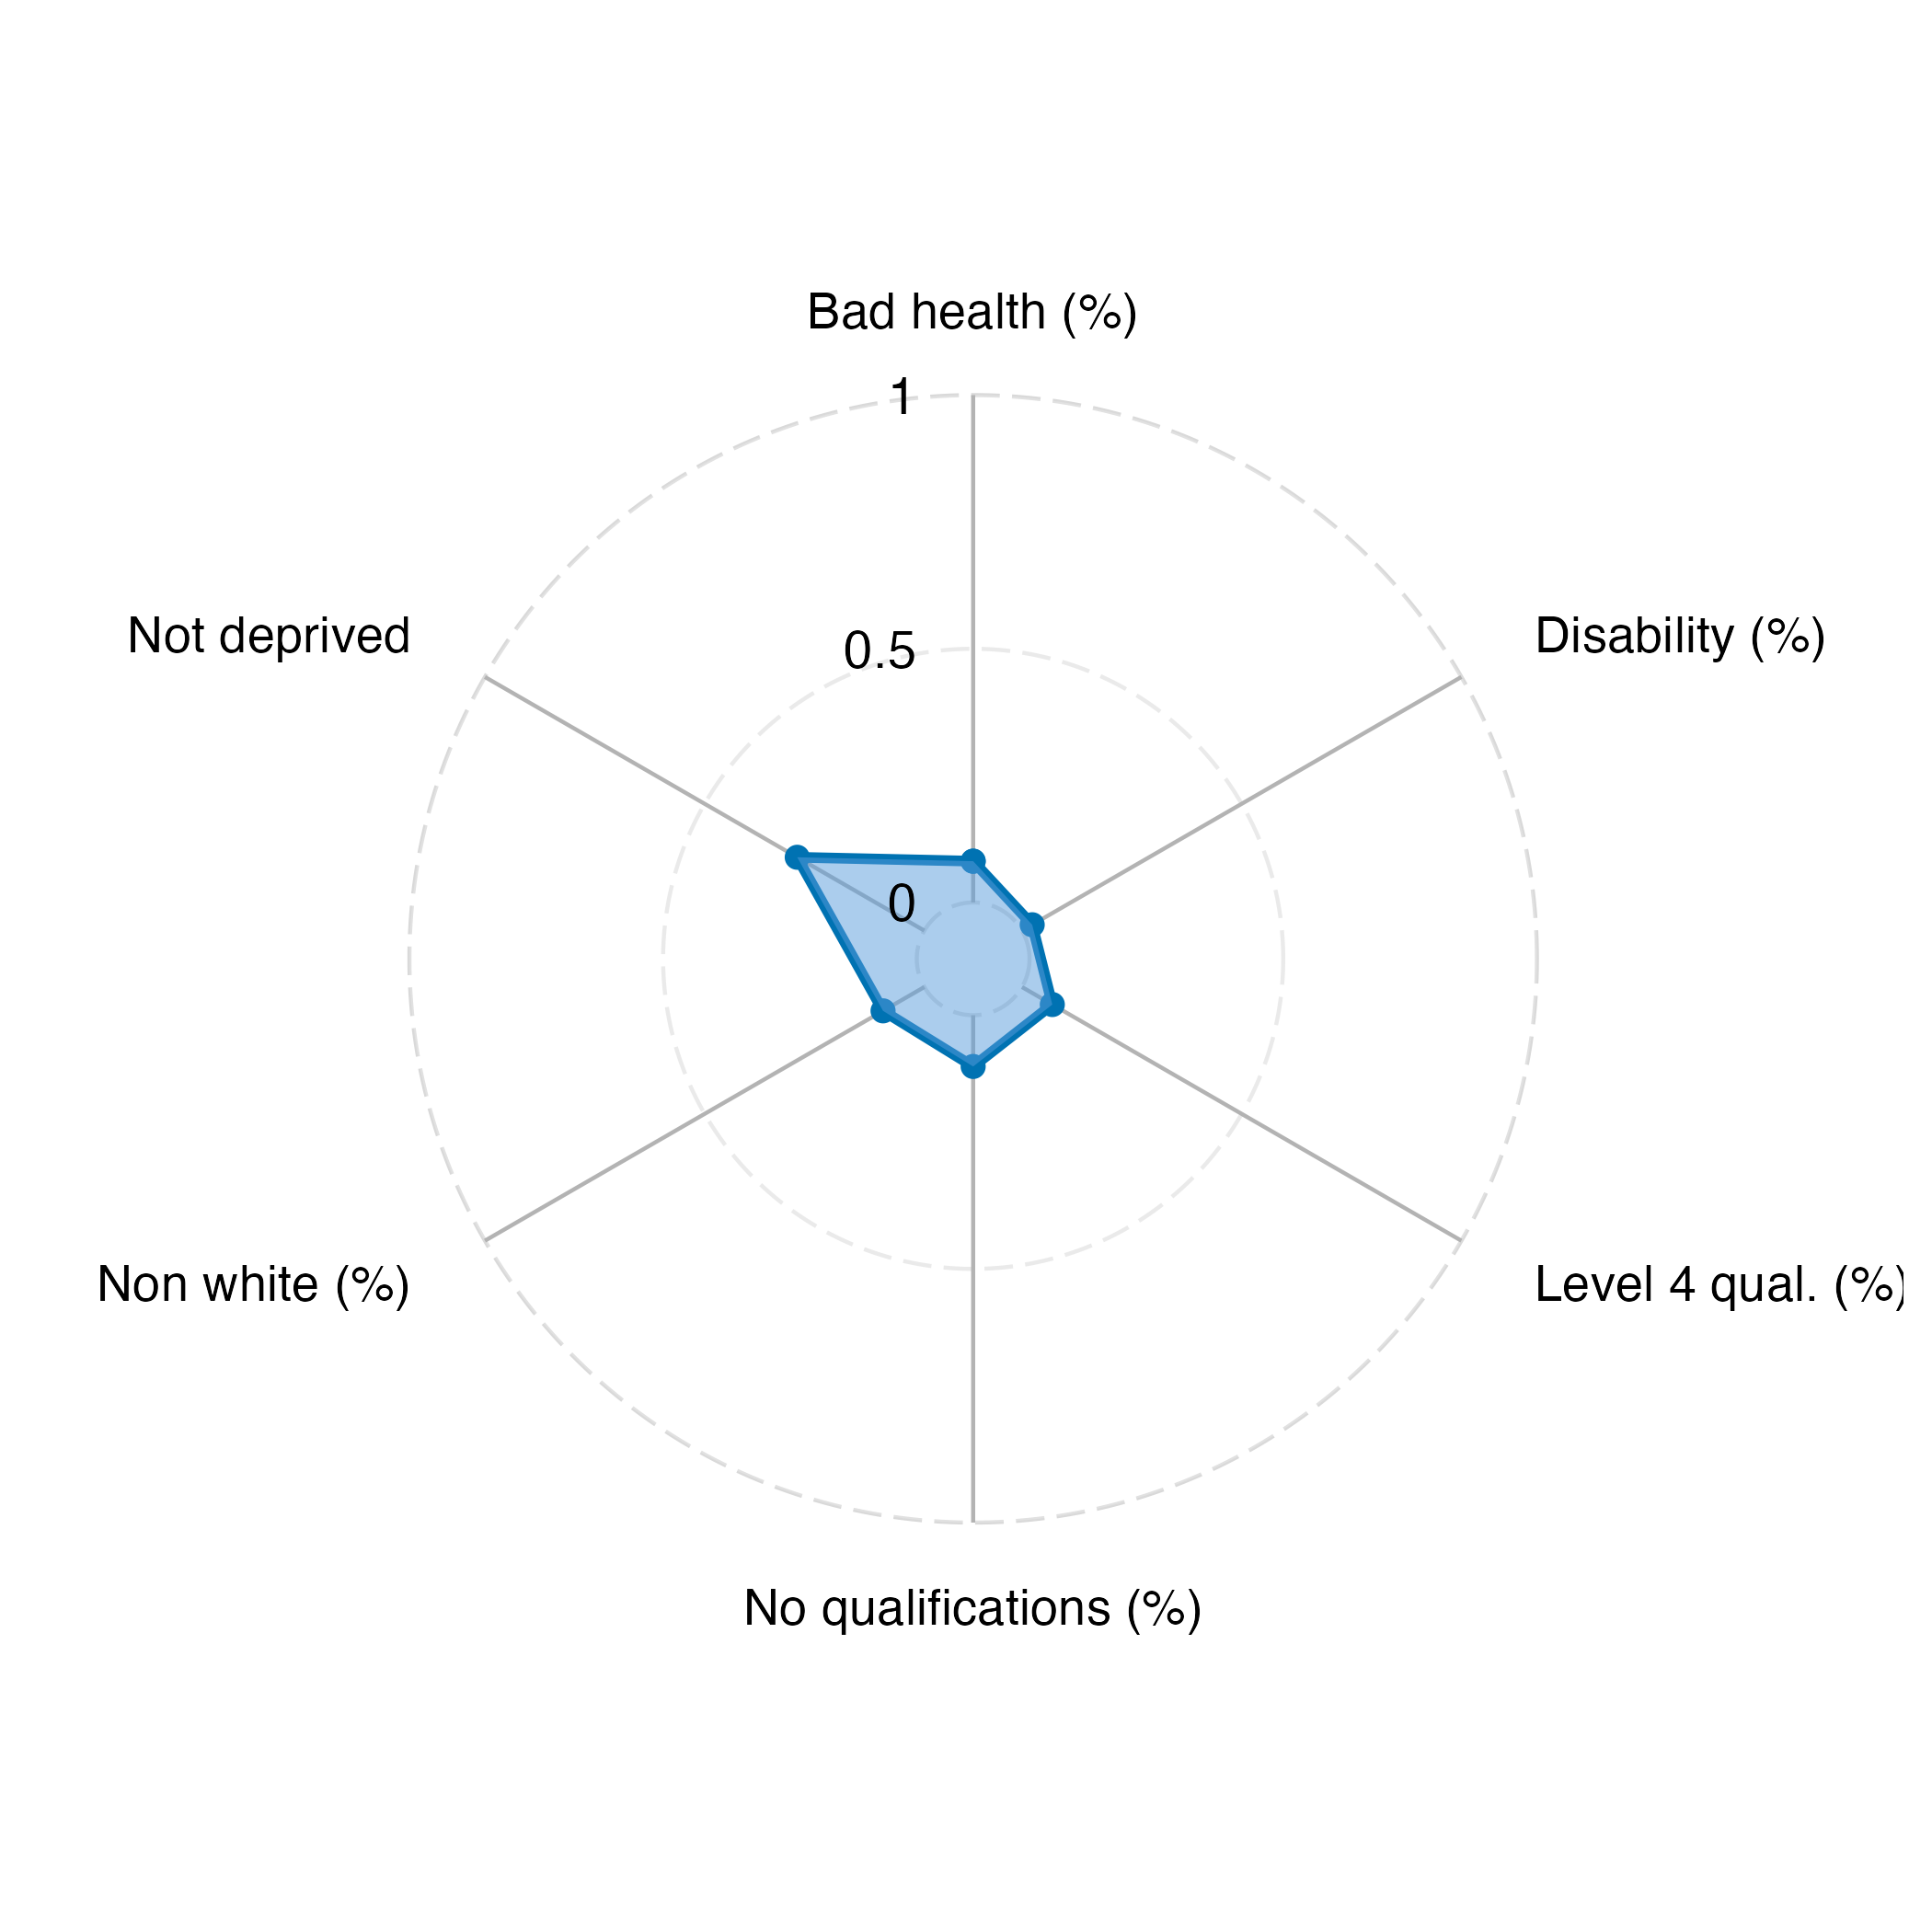 Bad health (%)
1
Not deprived
Disability (%)
0.5
0
Non white (%)
Level 4 qual. (%)
No qualifications (%)